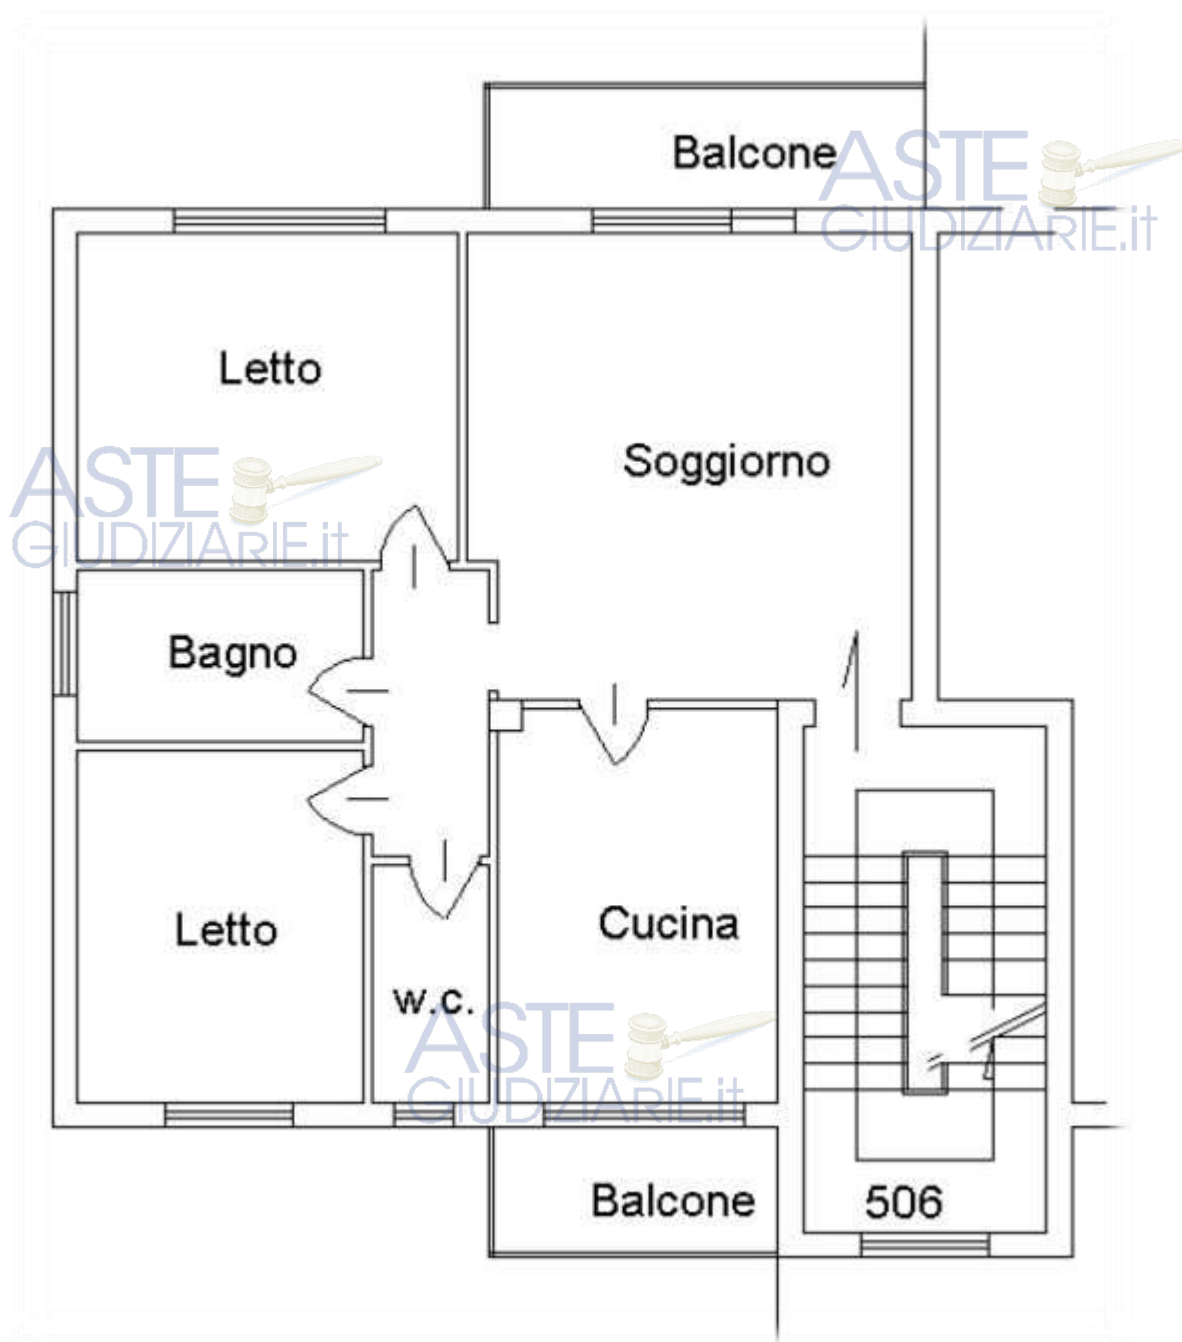 Balcone
ASTE
GIUDIZIARIE.it
Letto
Soggiorno
ASTE
GIUDIZIARIE.it
Bagno
Letto
Cucina
w.c.
ASTE
GIUDIZIARIE.it
Balcone
506